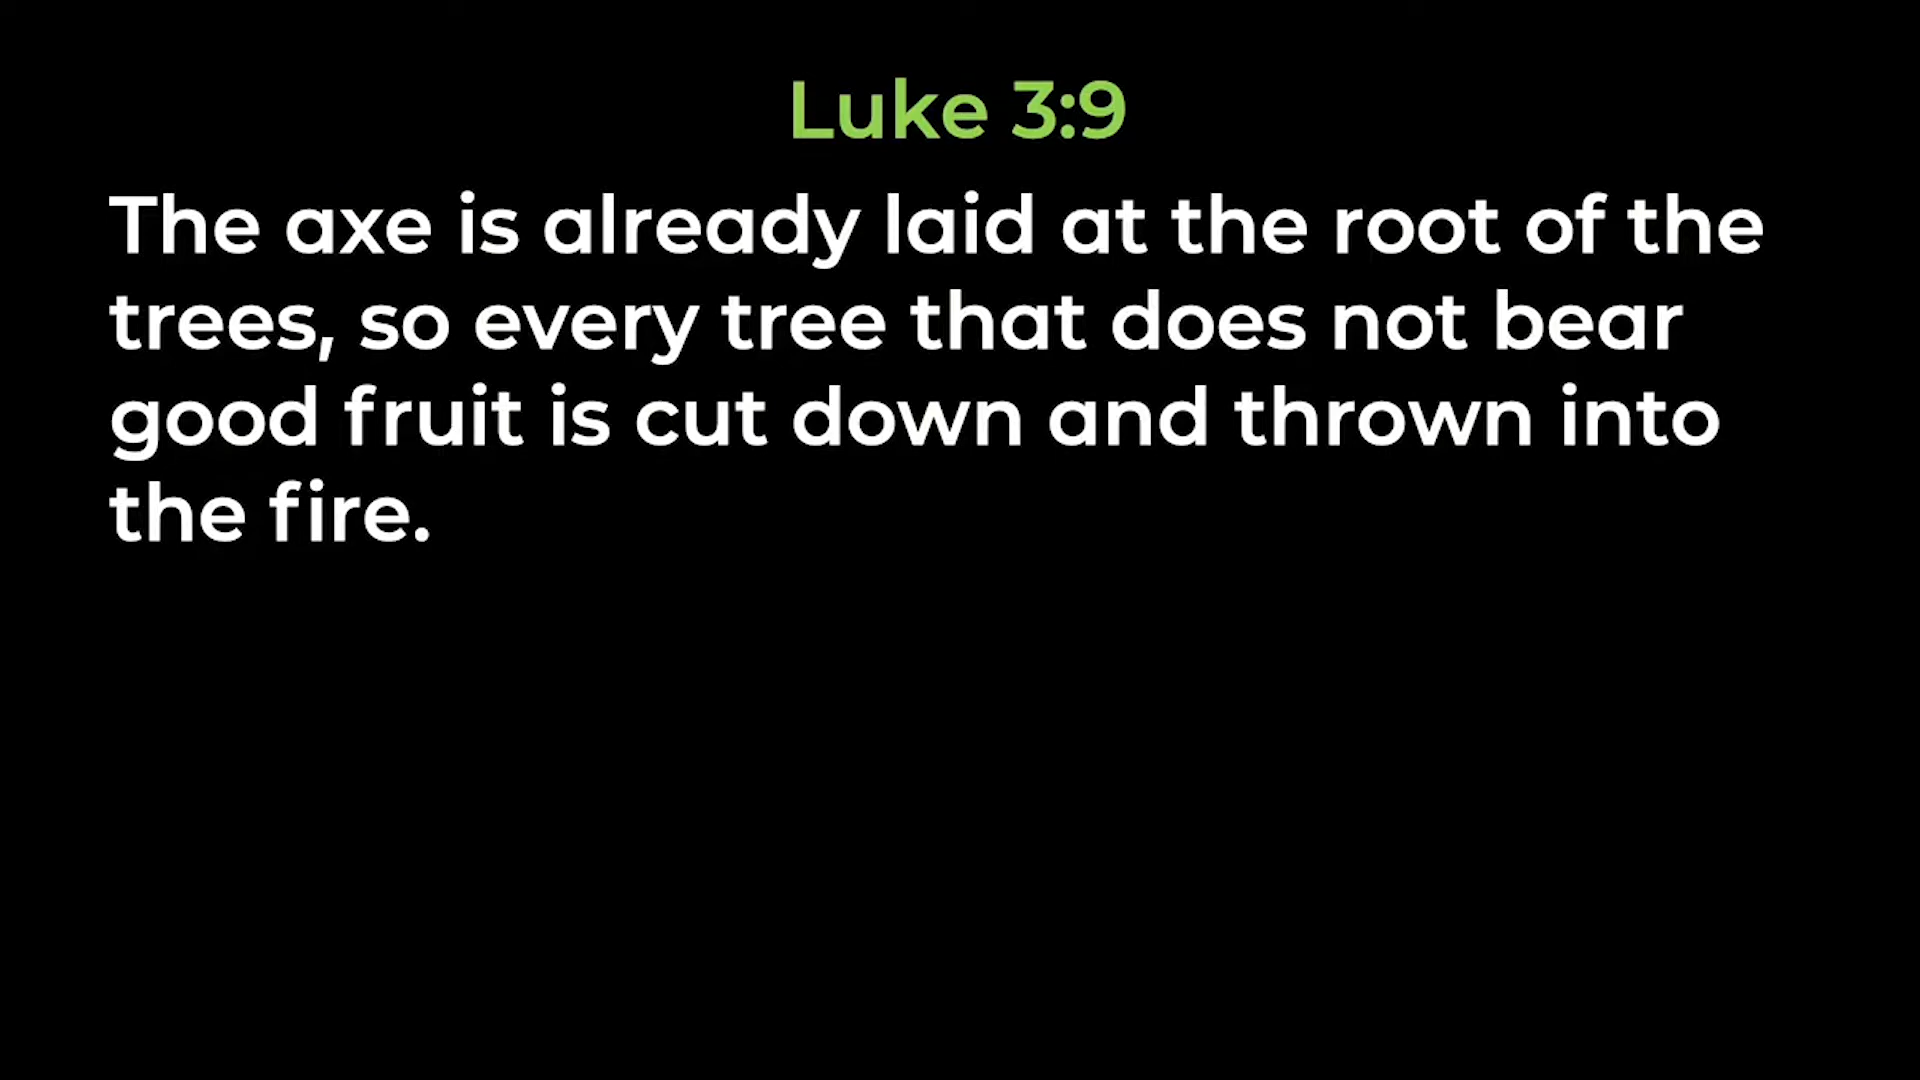 Luke 3:9
The axe is already laid at the root of the
trees, so every tree that does not bear
good fruit is cut down and thrown into
the fire.